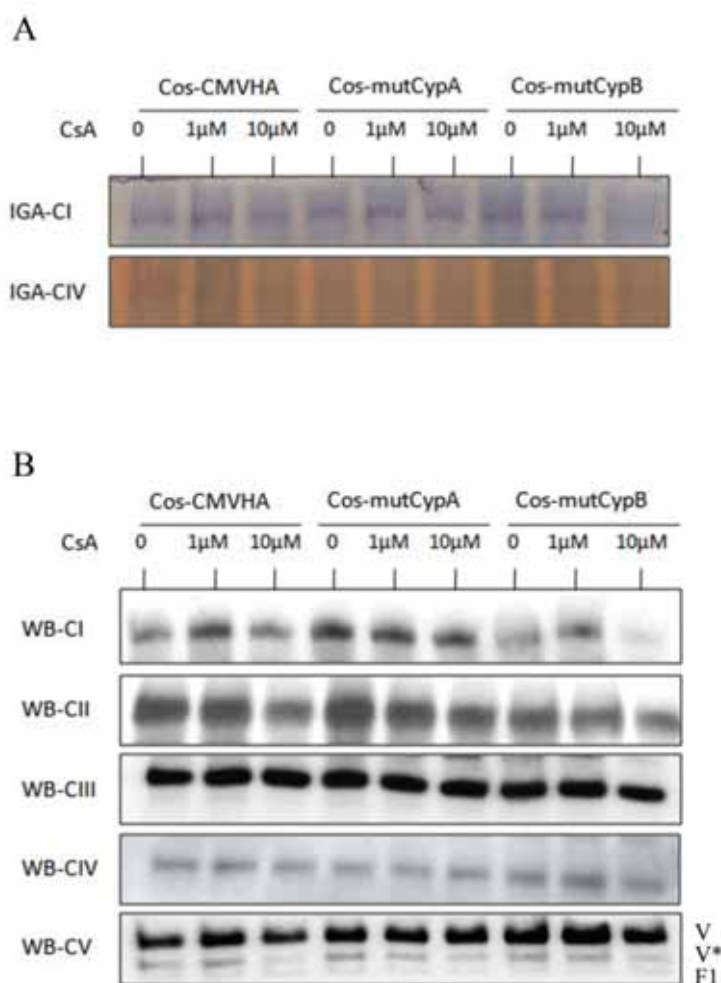 A
Cos-CMVHA Cos-mutCypA Cos-mutCypB
CsA 0 1μM 10μM 0 1μM 10μM 0 1μM 10μM
IGA-CI
IGA-CIV
B
Cos-CMVHA Cos-mutCypA Cos-mutCypB
CsA 0 1μM 10μM 0 1μM 10μM 0 1μM 10μM
WB-CI
WB-CII
WB-CIII
WB-CIV
WB-CV
V
V*
F1